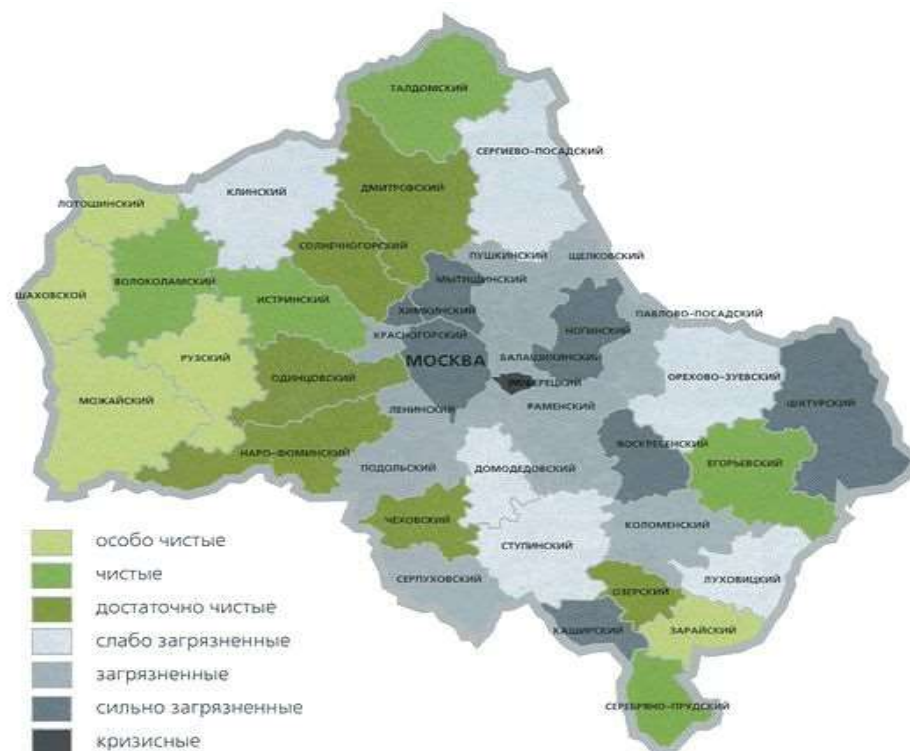 ТАЛДОМСКИЙ
СЕРГИЕВО-ПОСАДСКИЙ
КЛИНСКИЙ
ДМИТРОВСКИЙ
ЛОТОШИНСКИЙ
СОЛНЕЧНОГОРСКИЙ
ПУШКИНСКИЙ
ЩЕЛКОВСКИЙ
ВОЛОКОЛАМСКИЙ
МЫТИЩИНСКИЙ
ШАХОВСКОЙ
ИСТРИНСКИЙ
ХИМКИНСКИЙ
ПАВЛОВО-ПОСАДСКИЙ
КРАСНОГОРСКИЙ
НОГИНСКИЙ
РУЗСКИЙ
МОСКВА
БАЛАШИХИНСКИЙ
ОДИНЦОВСКИЙ
ЛЮБЕРЕЦКИЙ
ОРЕХОВО-ЗУЕВСКИЙ
МОЖАЙСКИЙ
ЛЕНИНСКИЙ
РАМЕНСКИЙ
ШАТУРСКИЙ
НАРО-ФОМИНСКИЙ
ВОСКРЕСЕНСКИЙ
ПОДОЛЬСКИЙ
ДОМОДЕДОВСКИЙ
ЕГОРЬЕВСКИЙ
ЧЕХОВСКИЙ
КОЛОМЕНСКИЙ
СТУПИНСКИЙ
СЕРПУХОВСКИЙ
ЛУХОВИЦКИЙ
ОЗЕРСКИЙ
КАШИРСКИЙ
ЗАРАЙСКИЙ
СЕРЕБРЯНО-ПРУДСКИЙ
особо чистые
чистые
достаточно чистые
слабо загрязненные
загрязненные
сильно загрязненные
кризисные